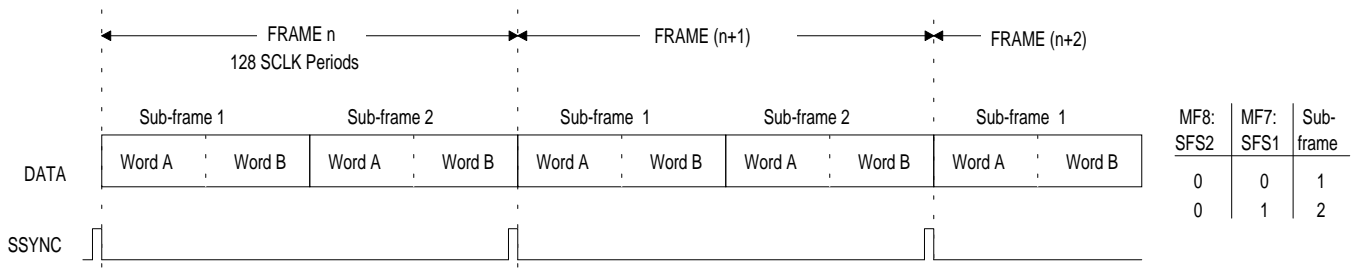 FRAME n
128 SCLK Periods
FRAME (n+1)
FRAME (n+2)
Sub-frame 1
Sub-frame 2
Sub-frame 1
Sub-frame 2
Sub-frame 1
DATA
Word A
Word B
Word A
Word B
Word A
Word B
Word A
Word B
Word A
Word B
SSYNC
MF8: MF7: Sub-
SFS2 SFS1 frame
0 0 1
0 1 2